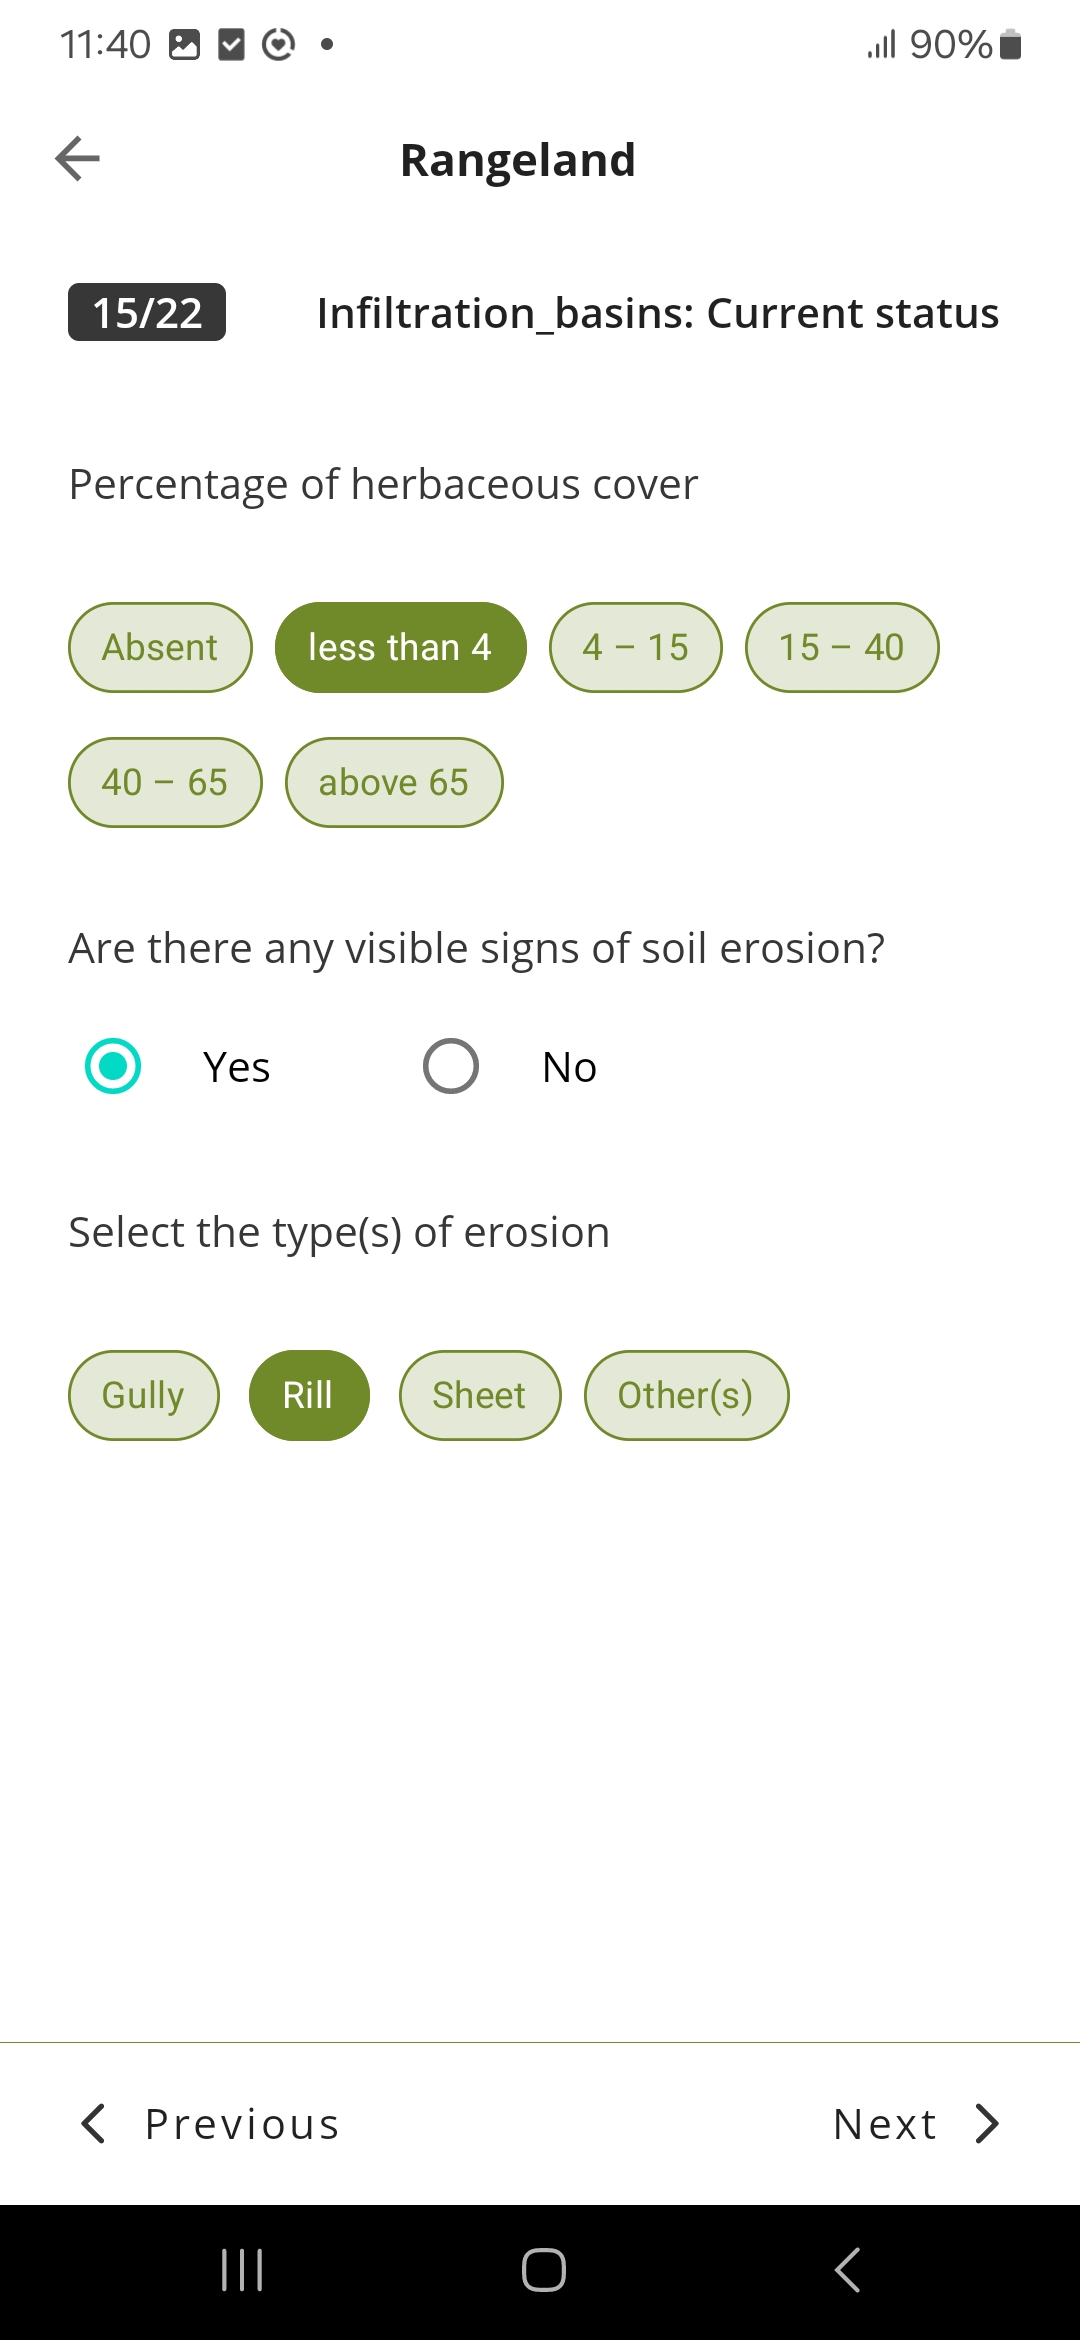 11:40 90%
Rangeland
15/22 Infiltration_basins: Current status
Percentage of herbaceous cover
Absent less than 4 4 – 15 15 – 40
40 – 65 above 65
Are there any visible signs of soil erosion?
Yes No
Select the type(s) of erosion
Gully Rill Sheet Other(s)
Previous Next